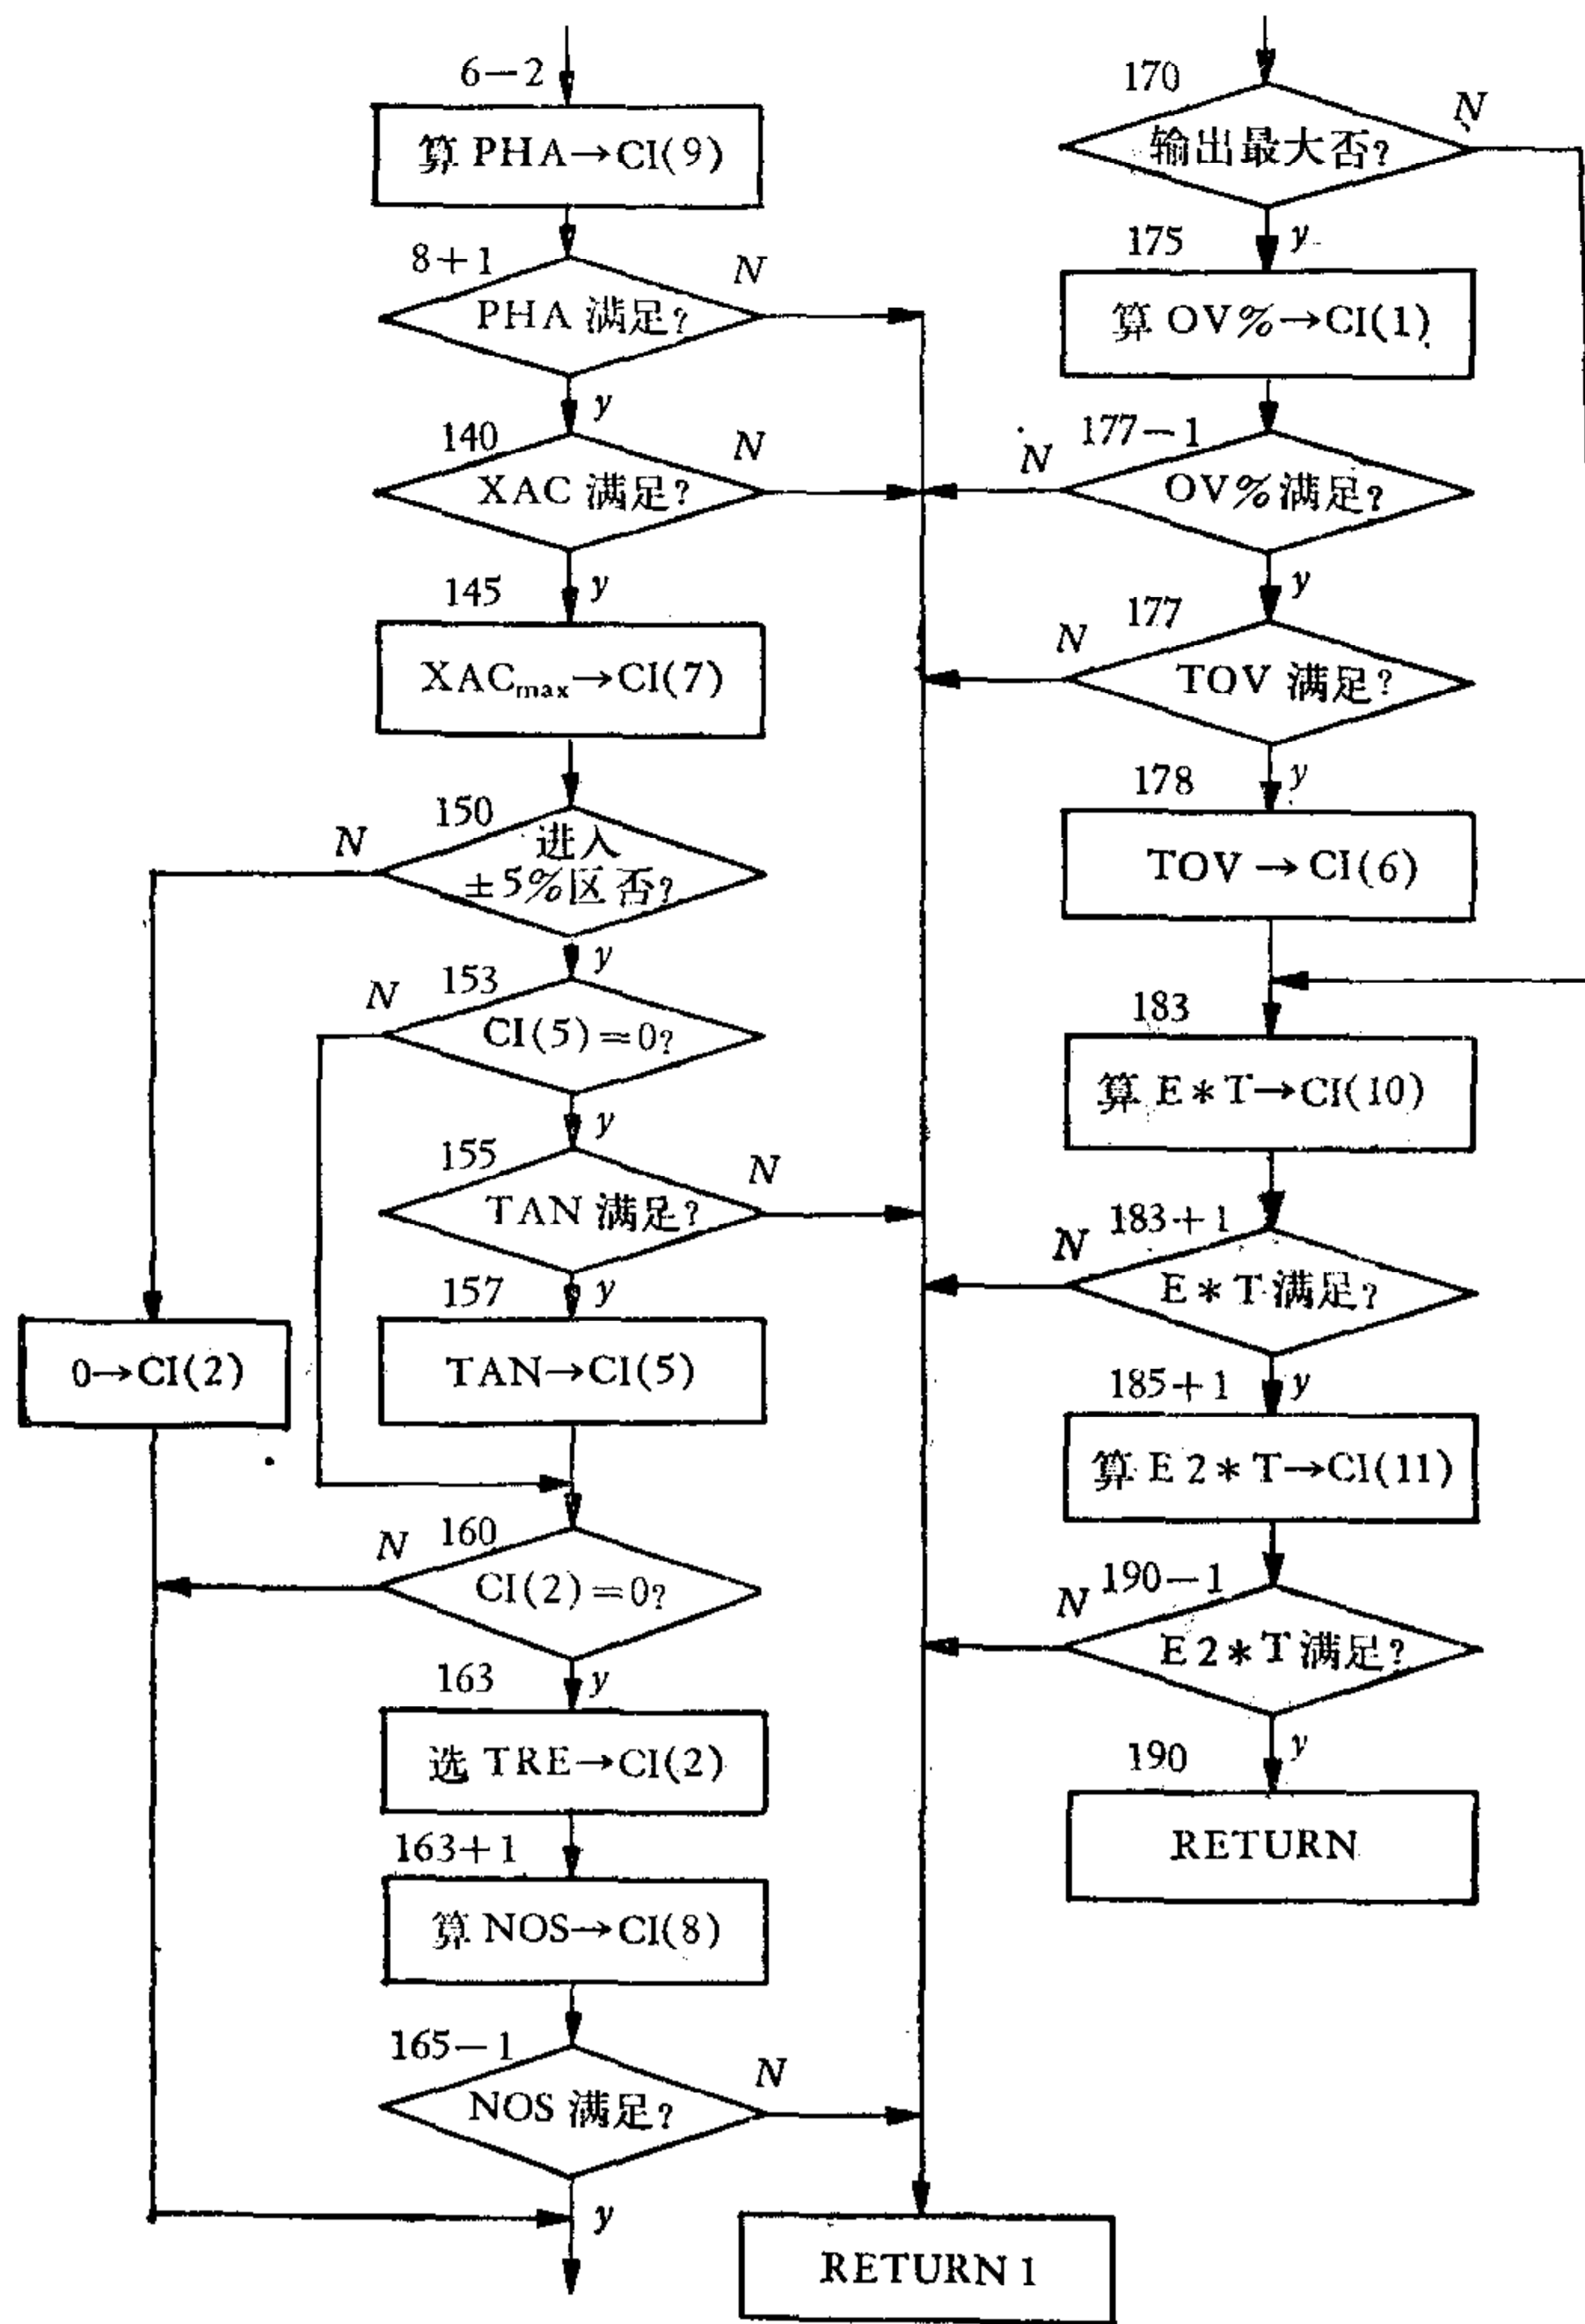 6—2
算 PHA→CI(9)
8+1
N
PHA 满足?
y
140
N
XAC 满足?
y
145
XACmax→CI(7)
150
N
进入
±5%区否?
y
153
N
CI(5)=0?
y
155
N
TAN 满足?
157
y
0→CI(2)
TAN→CI(5)
160
N
CI(2)=0?
163
y
选 TRE→CI(2)
163+1
算 NOS→CI(8)
165—1
N
NOS 满足?
y
RETURN 1
170
N
输出最大否?
y
175
算 OV%→CI(1)
177—1
N
OV%满足?
y
177
N
TOV 满足?
y
178
TOV→CI(6)
183
算 E*T→CI(10)
183+1
N
E*T 满足?
185+1
y
算 E2*T→CI(11)
190—1
N
E2*T 满足?
190
y
RETURN